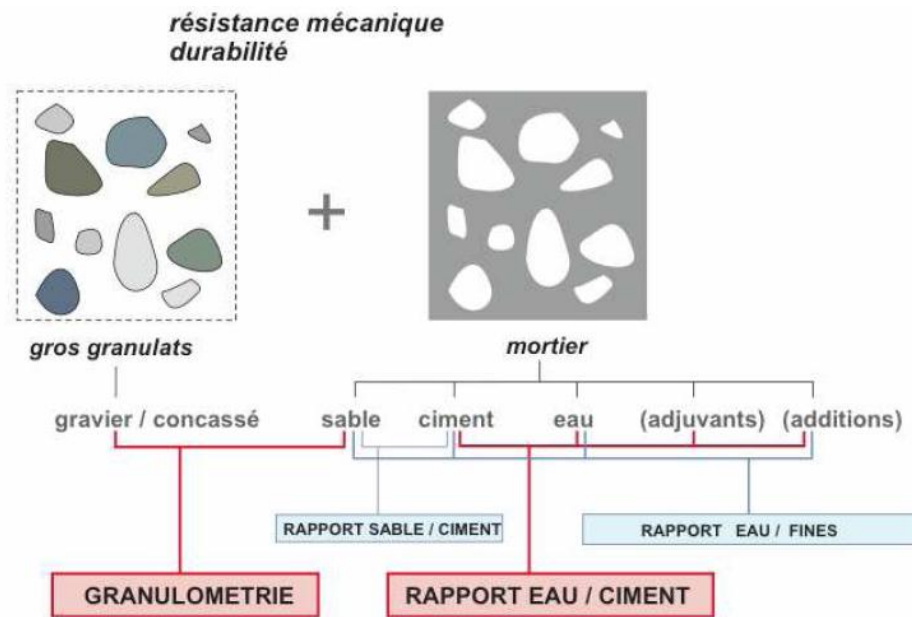 résistance mécanique
durabilité
+
gros granulats
mortier
gravier / concassé sable ciment eau (adjuvants) (additions)
RAPPORT SABLE / CIMENT RAPPORT EAU / FINES
GRANULOMETRIE RAPPORT EAU / CIMENT